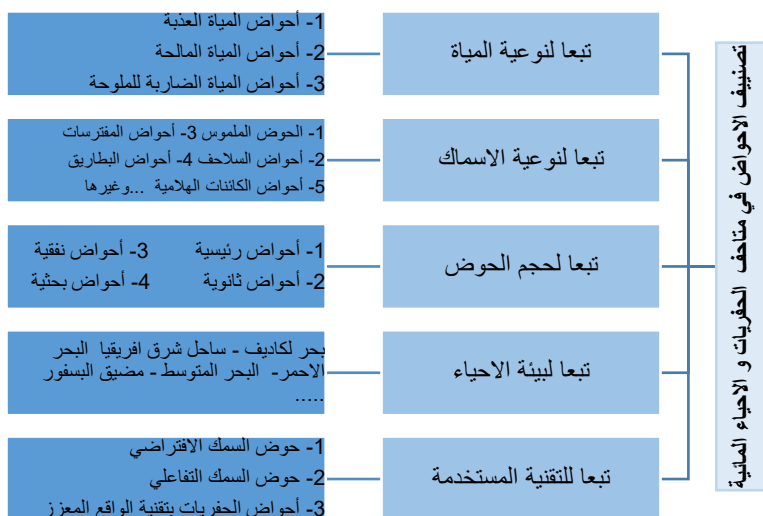 تصنييف الاحواض في متاحف الحفريات و الاحياء المائية
تبعا لنوعية المياة
1- أحواض المياة العذبة
2- أحواض المياة المالحة
3- أحواض المياة الضاربة للملوحة
تبعا لنوعية الاسماك
1- الحوض الملموس 3- أحواض المفترسات
2- أحواض السلاحف 4- أحواض البطاريق
5- أحواض الكائنات الهلامية ...وغيرها
تبعا لحجم الحوض
1- أحواض رئيسية 3- أحواض نفقية
2- أحواض ثانوية 4- أحواض بحثية
تبعا لبيئة الاحياء
بحر لكاديف - ساحل شرق افريقيا البحر
الاحمر- البحر المتوسط - مضيق البسفور
.....
تبعا للتقنية المستخدمة
1- حوض السمك الافتراضي
2- حوض السمك التفاعلي
3- أحواض الحفريات بتقنية الواقع المعزز